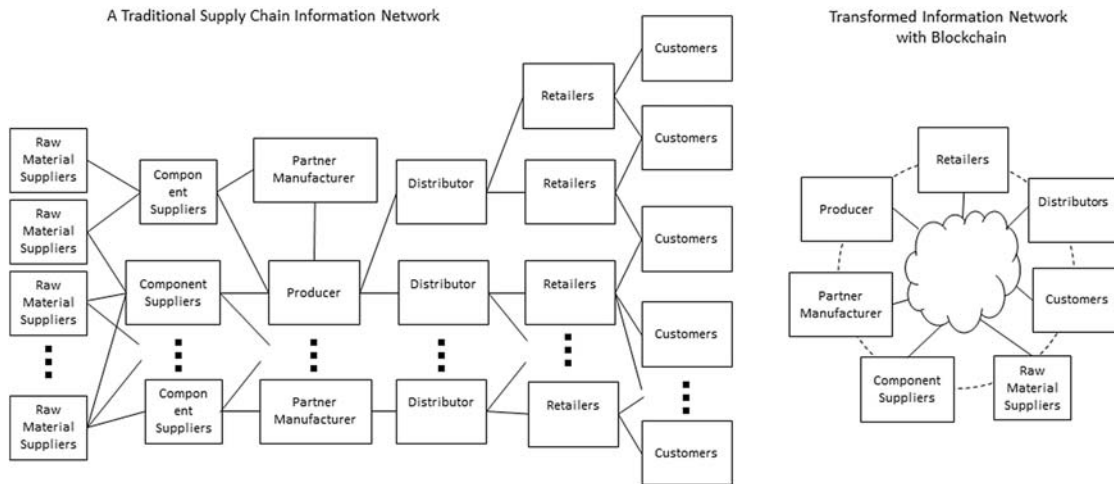 A Traditional Supply Chain Information Network
Transformed Information Network
with Blockchain
Raw
Material
Suppliers
Raw
Material
Suppliers
Raw
Material
Suppliers
Raw
Material
Suppliers
Compon
ent
Suppliers
Component
Suppliers
Compon
ent
Suppliers
Partner
Manufacturer
Producer
Partner
Manufacturer
Distributor
Distributor
Distributor
Retailers
Retailers
Retailers
Retailers
Customers
Customers
Customers
Customers
Customers
Retailers
Producer
Distributors
Partner
Manufacturer
Customers
Component
Suppliers
Raw
Material
Suppliers